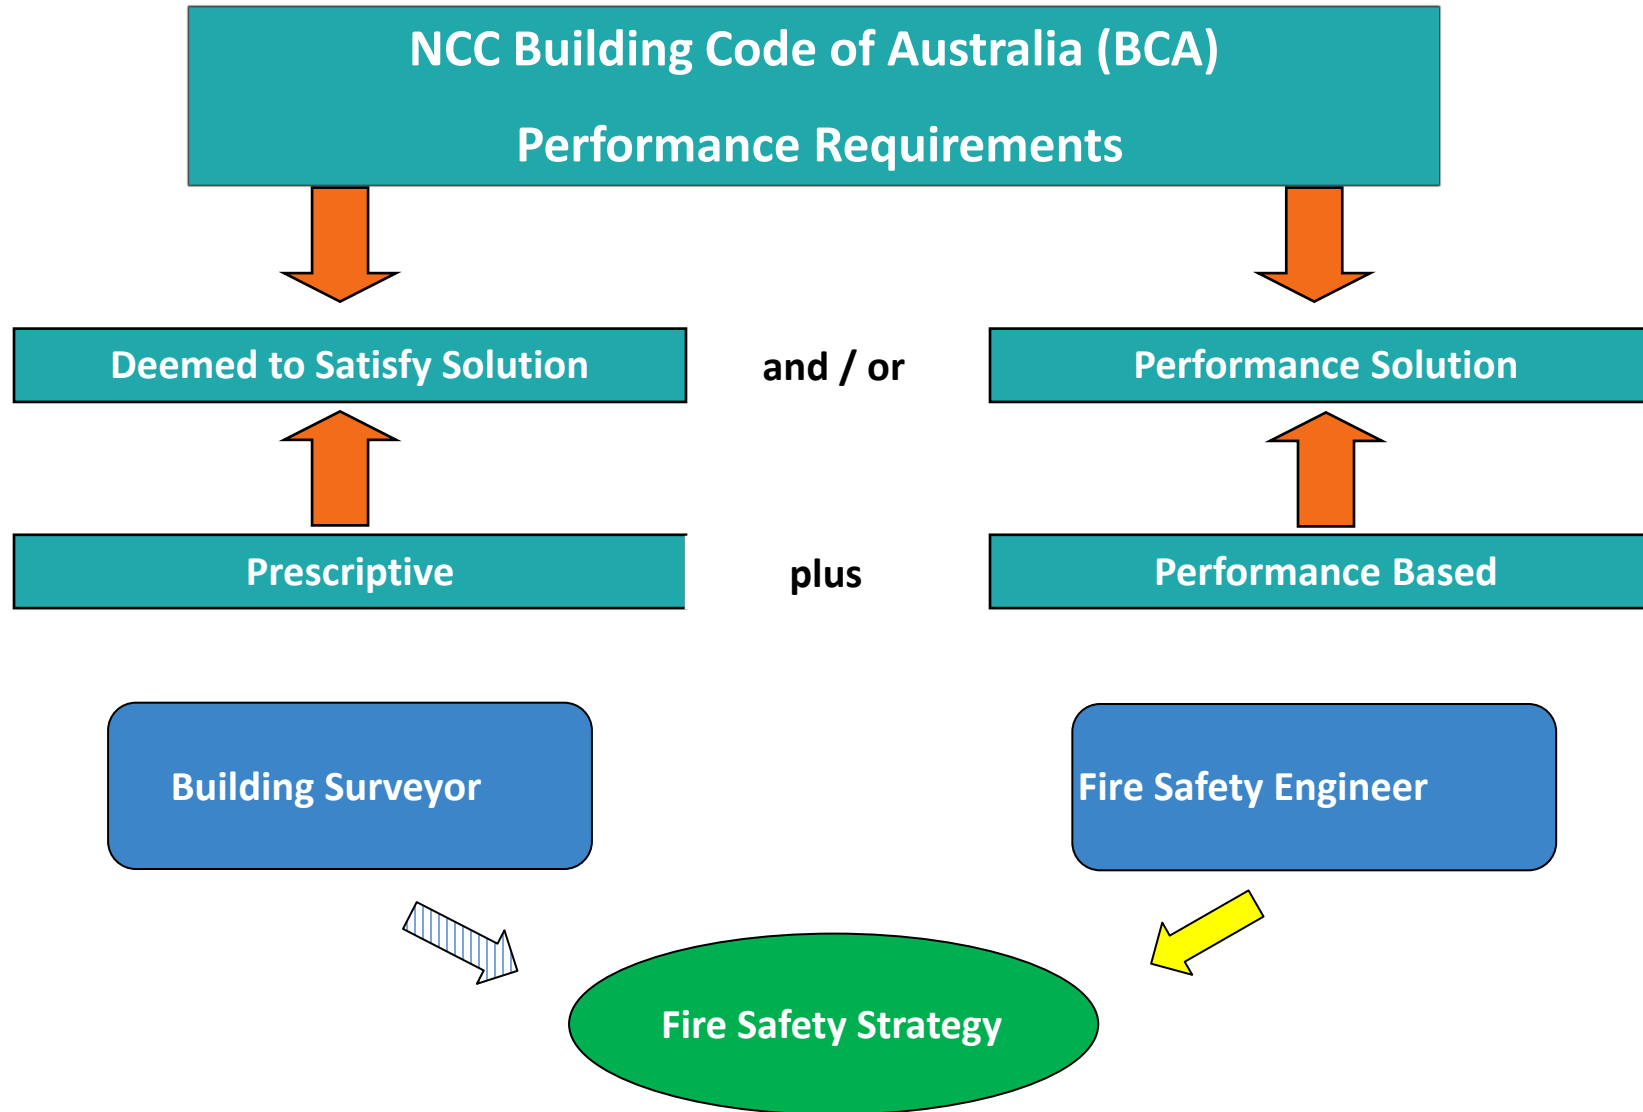 NCC Building Code of Australia (BCA)
Performance Requirements
Deemed to Satisfy Solution
and / or
Performance Solution
Prescriptive
plus
Performance Based
Building Surveyor
Fire Safety Engineer
Fire Safety Strategy